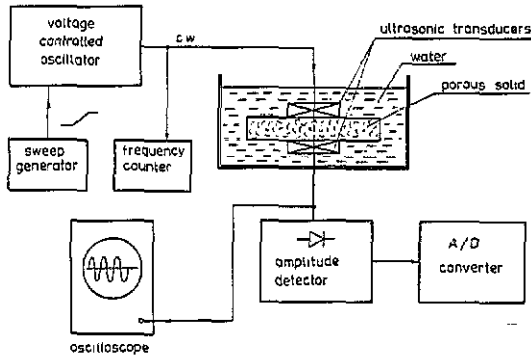 voltage
controlled
oscillator
c w
ultrasonic transducers
water
porous solid
sweep
generator
frequency
counter
amplitude
detector
A/D
converter
oscilloscope